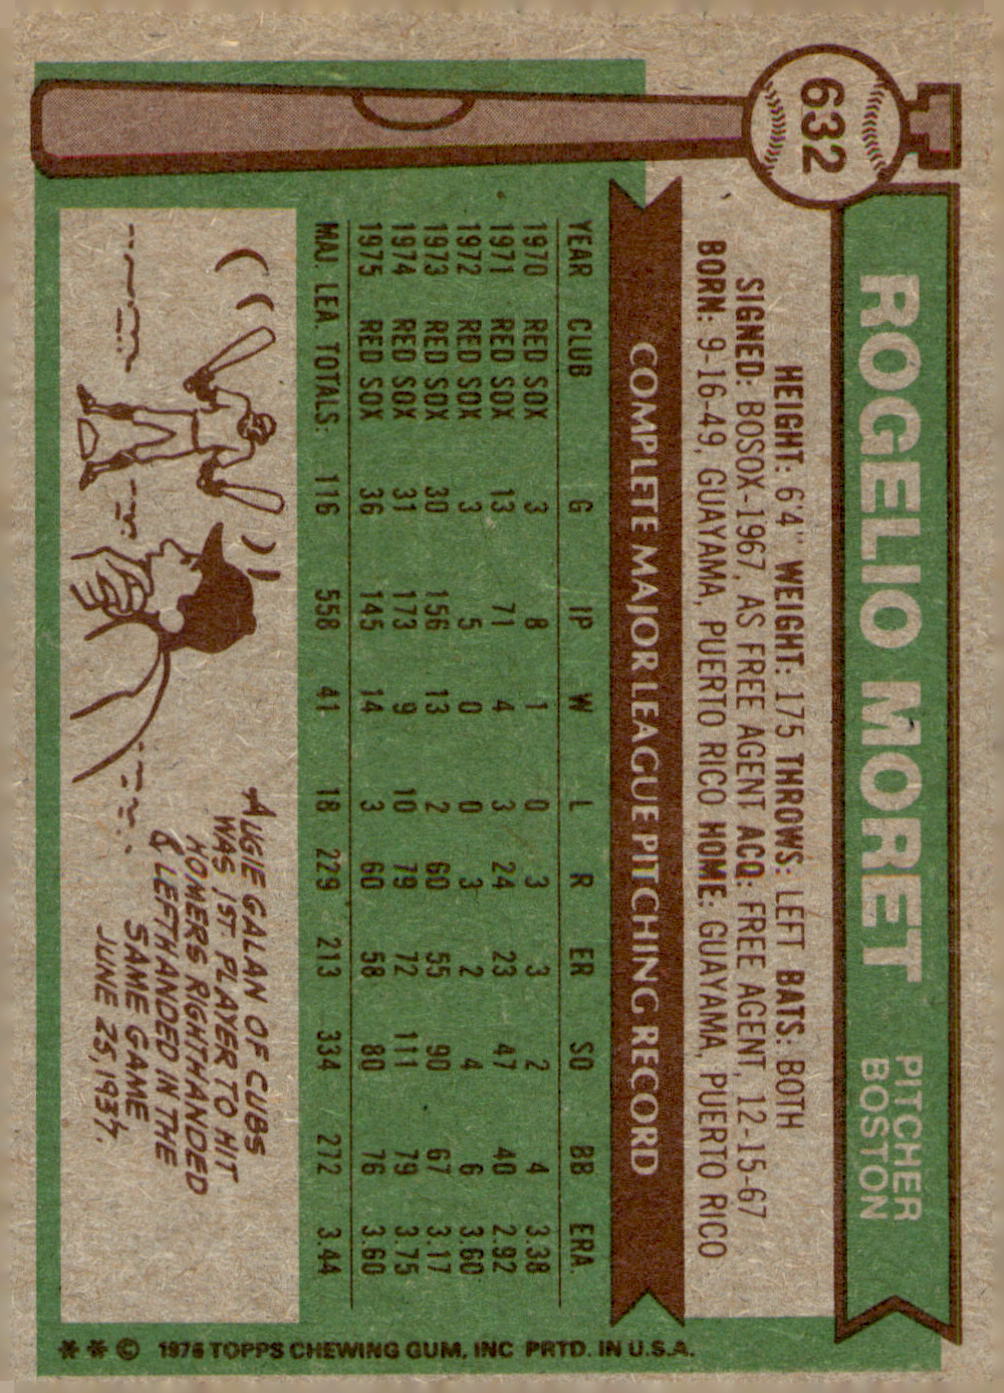 632
ROGELIO MORET
PITCHER
BOSTON
HEIGHT: 6'4" WEIGHT: 175 THROWS: LEFT BATS: BOTH
SIGNED: BOSOX-1967, AS FREE AGENT ACQ: FREE AGENT, 12-15-67
BORN: 9-16-49, GUAYAMA, PUERTO RICO HOME: GUAYAMA, PUERTO RICO
COMPLETE MAJOR LEAGUE PITCHING RECORD
YEAR CLUB G IP W L R ER SO BB ERA
1970 RED SOX 3 8 1 0 3 3 2 4 3.38
1971 RED SOX 13 71 4 3 24 23 47 40 2.92
1972 RED SOX 3 5 0 0 3 2 4 6 3.60
1973 RED SOX 30 156 13 2 60 55 90 67 3.17
1974 RED SOX 31 173 9 10 79 72 111 79 3.75
1975 RED SOX 36 145 14 3 60 58 80 76 3.60
MAJ. LEA. TOTALS: 116 558 41 18 229 213 334 272 3.44
AUGIE GALAN OF CUBS
WAS 1ST PLAYER TO HIT
HOMERS RIGHTHANDED
& LEFTHANDED IN THE
SAME GAME
JUNE 25, 1937.
** © 1976 TOPPS CHEWING GUM, INC PRTD. IN U.S.A.